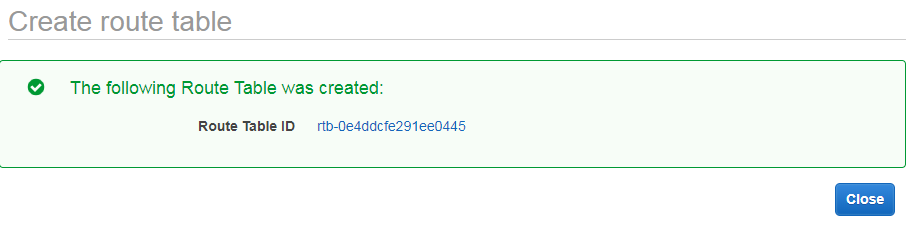 Create route table
The following Route Table was created:
Route Table ID rtb-0e4ddcfe291ee0445
Close